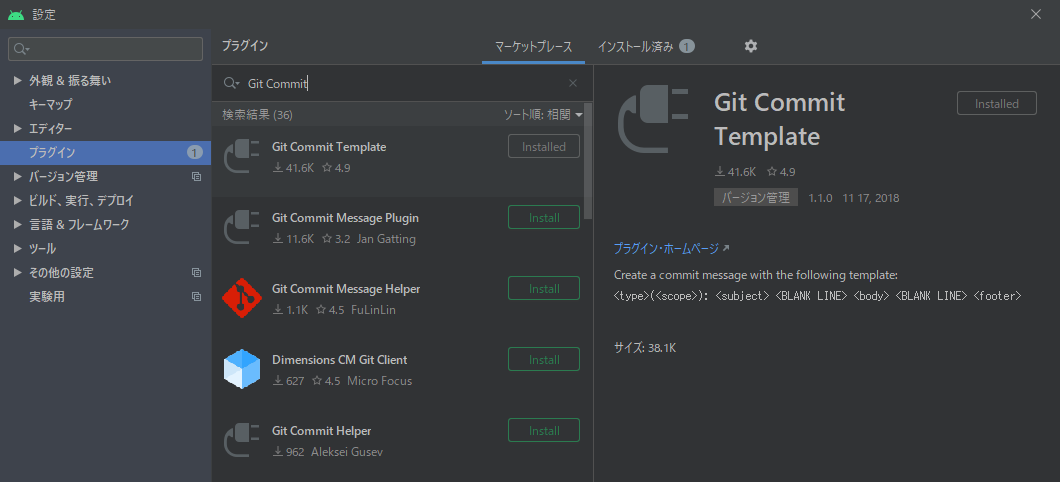 設定
プラグイン
マーケットプレース
インストール済み 1
外観 & 振る舞い
キーマップ
エディター
プラグイン 1
バージョン管理
ビルド、実行、デプロイ
言語 & フレームワーク
ツール
その他の設定
実験用
Git Commit
検索結果 (36)
ソート順: 相関
Git Commit Template
41.6K 4.9
Installed
Git Commit Message Plugin
11.6K 3.2 Jan Gatting
Install
Git Commit Message Helper
1.1K 4.5 FuLinLin
Install
Dimensions CM Git Client
627 4.5 Micro Focus
Install
Git Commit Helper
962 Aleksei Gusev
Install
Git Commit
Template
Installed
41.6K 4.9
バージョン管理 1.1.0 11 17, 2018
プラグイン・ホームページ
Create a commit message with the following template:
<type>(<scope>): <subject> <BLANK LINE> <body> <BLANK LINE> <footer>
サイズ: 38.1K